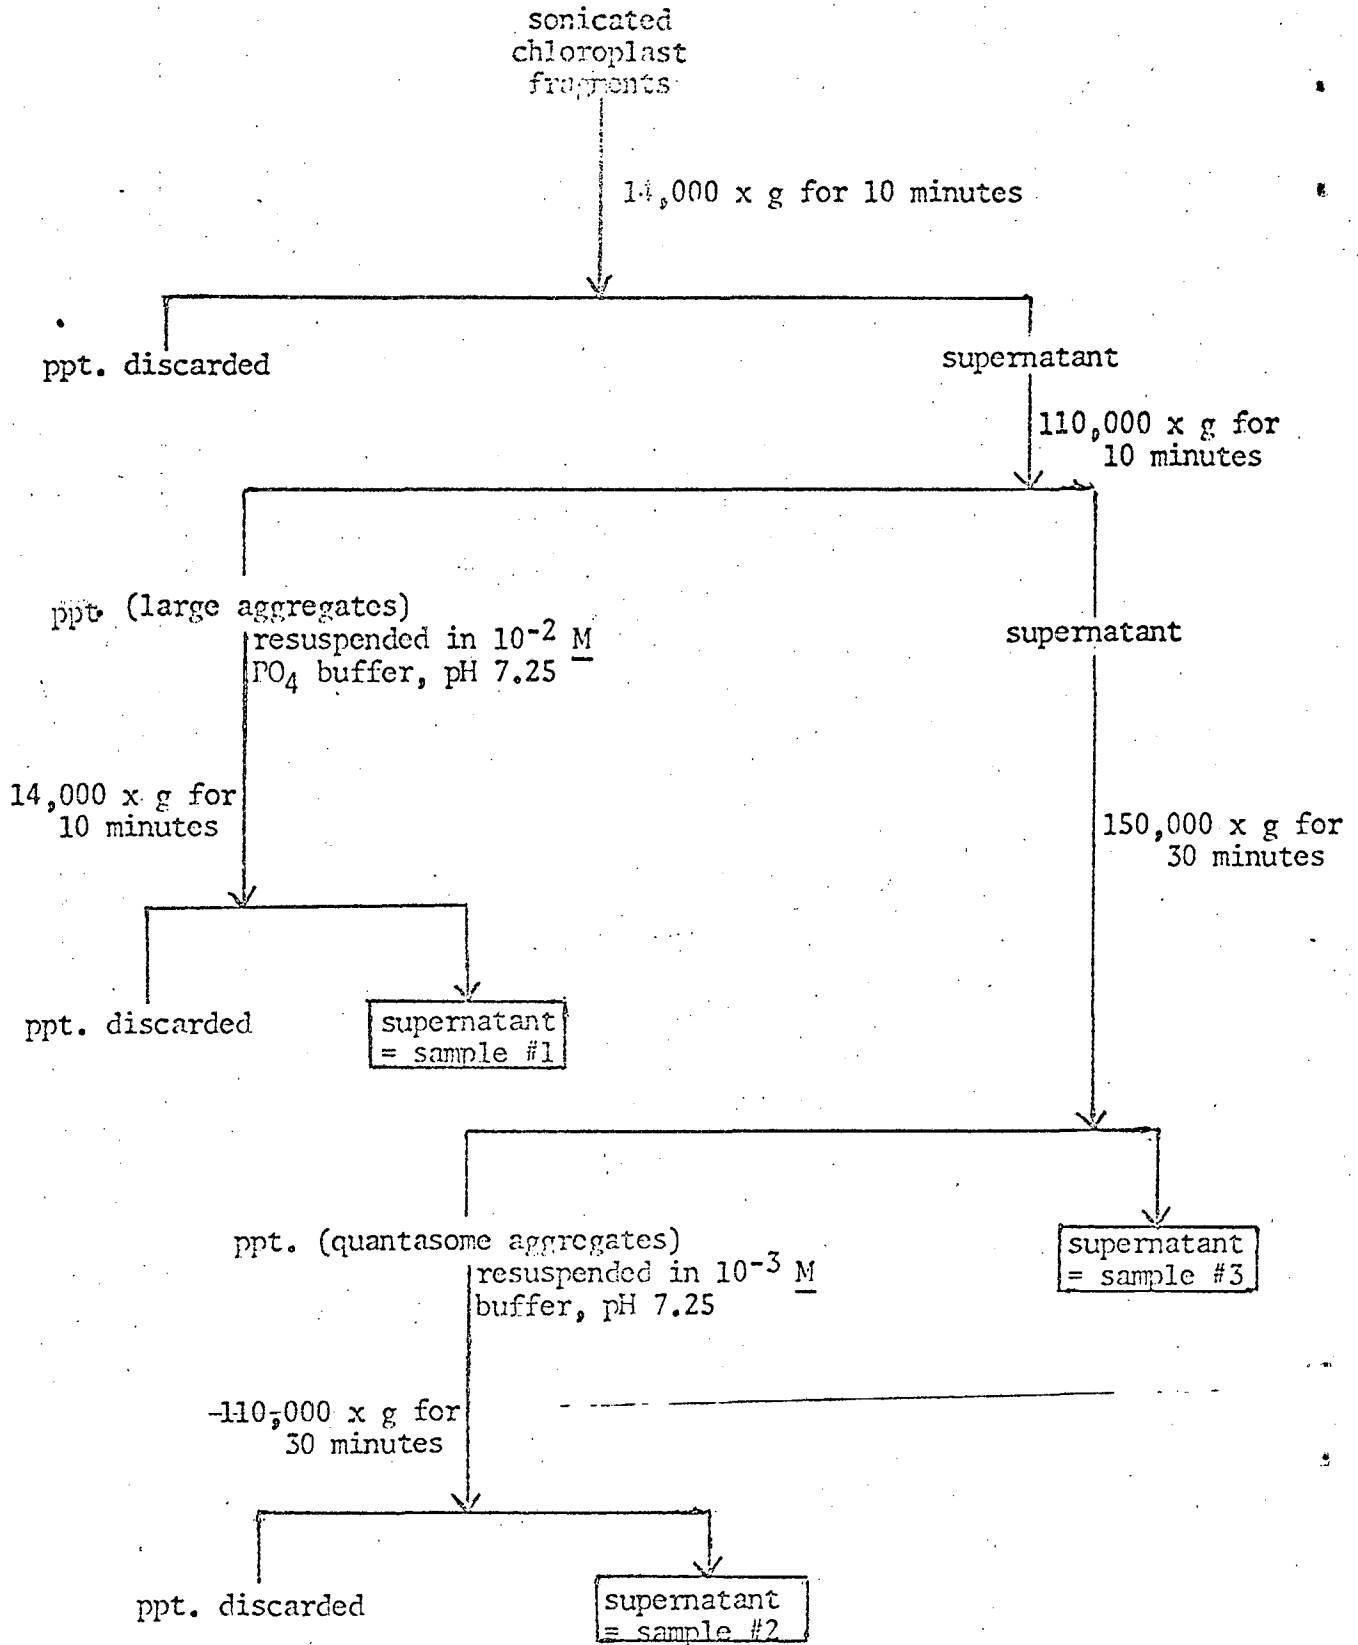 sonicated
chloroplast
fragments
14,000 x g for 10 minutes
ppt. discarded
supernatant
110,000 x g for
10 minutes
ppt. (large aggregates)
resuspended in 10⁻² M
PO₄ buffer, pH 7.25
supernatant
14,000 x g for
10 minutes
150,000 x g for
30 minutes
ppt. discarded
supernatant
= sample #1
ppt. (quantasome aggregates)
resuspended in 10⁻³ M
buffer, pH 7.25
supernatant
= sample #3
110,000 x g for
30 minutes
ppt. discarded
supernatant
= sample #2